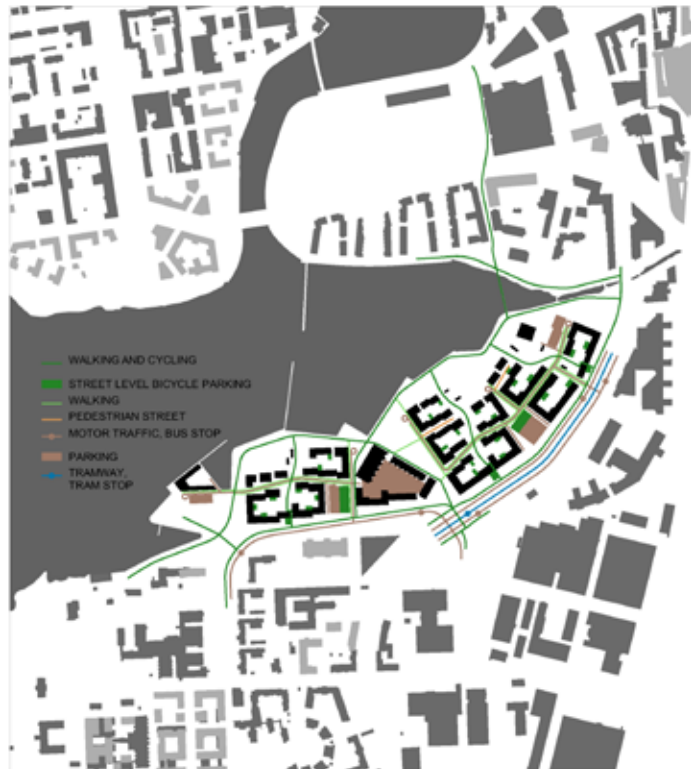 WALKING AND CYCLING
STREET LEVEL BICYCLE PARKING
WALKING
PEDESTRIAN STREET
MOTOR TRAFFIC, BUS STOP
PARKING
TRAMWAY,
TRAM STOP